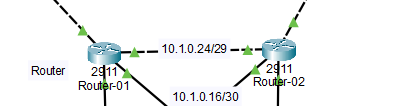 10.1.0.24/29
2911
Router-01
Router
2911
Router-02
10.1.0.16/30